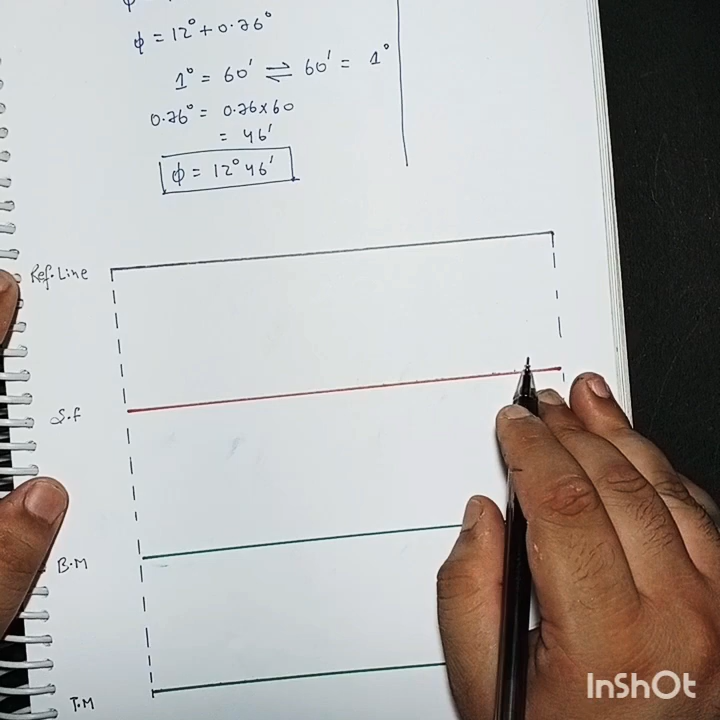 φ = 12° + 0.76°
1° = 60' ⇌ 60' = 1°
0.76° = 0.76×60
= 46'
φ = 12° 46'
Ref. Line
S.F
B.M
T.M
InShOt